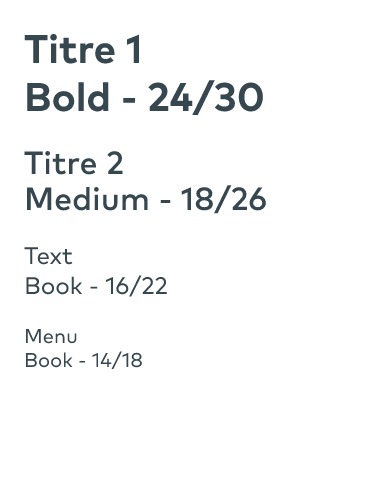 Titre 1
Bold - 24/30
Titre 2
Medium - 18/26
Text
Book - 16/22
Menu
Book - 14/18